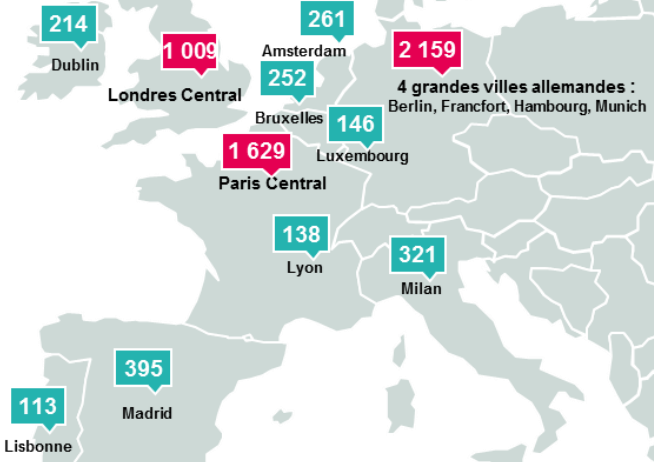 214
Dublin
1 009
Londres Central
261
Amsterdam
2 159
4 grandes villes allemandes :
Berlin, Francfort, Hambourg, Munich
252
Bruxelles
146
Luxembourg
1 629
Paris Central
138
Lyon
321
Milan
395
Madrid
113
Lisbonne